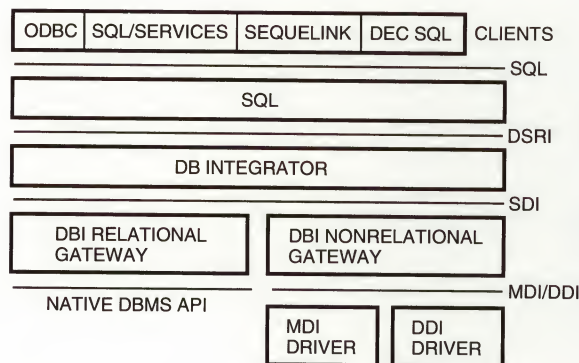 ODBC SQL/SERVICES SEQUELINK DEC SQL CLIENTS
SQL
SQL
DSRI
DB INTEGRATOR
SDI
DBI RELATIONAL
GATEWAY
DBI NONRELATIONAL
GATEWAY
NATIVE DBMS API
MDI/DDI
MDI
DRIVER
DDI
DRIVER